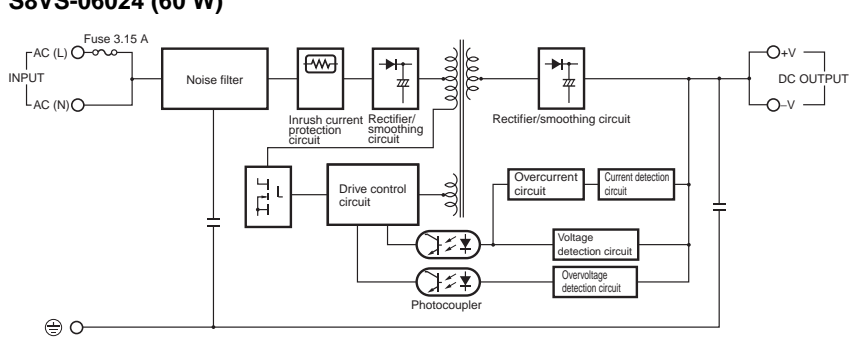 S8VS-06024 (60 W)
Fuse 3.15 A
AC (L)
INPUT
AC (N)
Noise filter
Inrush current
protection
circuit
Rectifier/
smoothing
circuit
Rectifier/smoothing circuit
+V
DC OUTPUT
–V
Drive control
circuit
Overcurrent
circuit
Current detection
circuit
Voltage
detection circuit
Overvoltage
detection circuit
Photocoupler